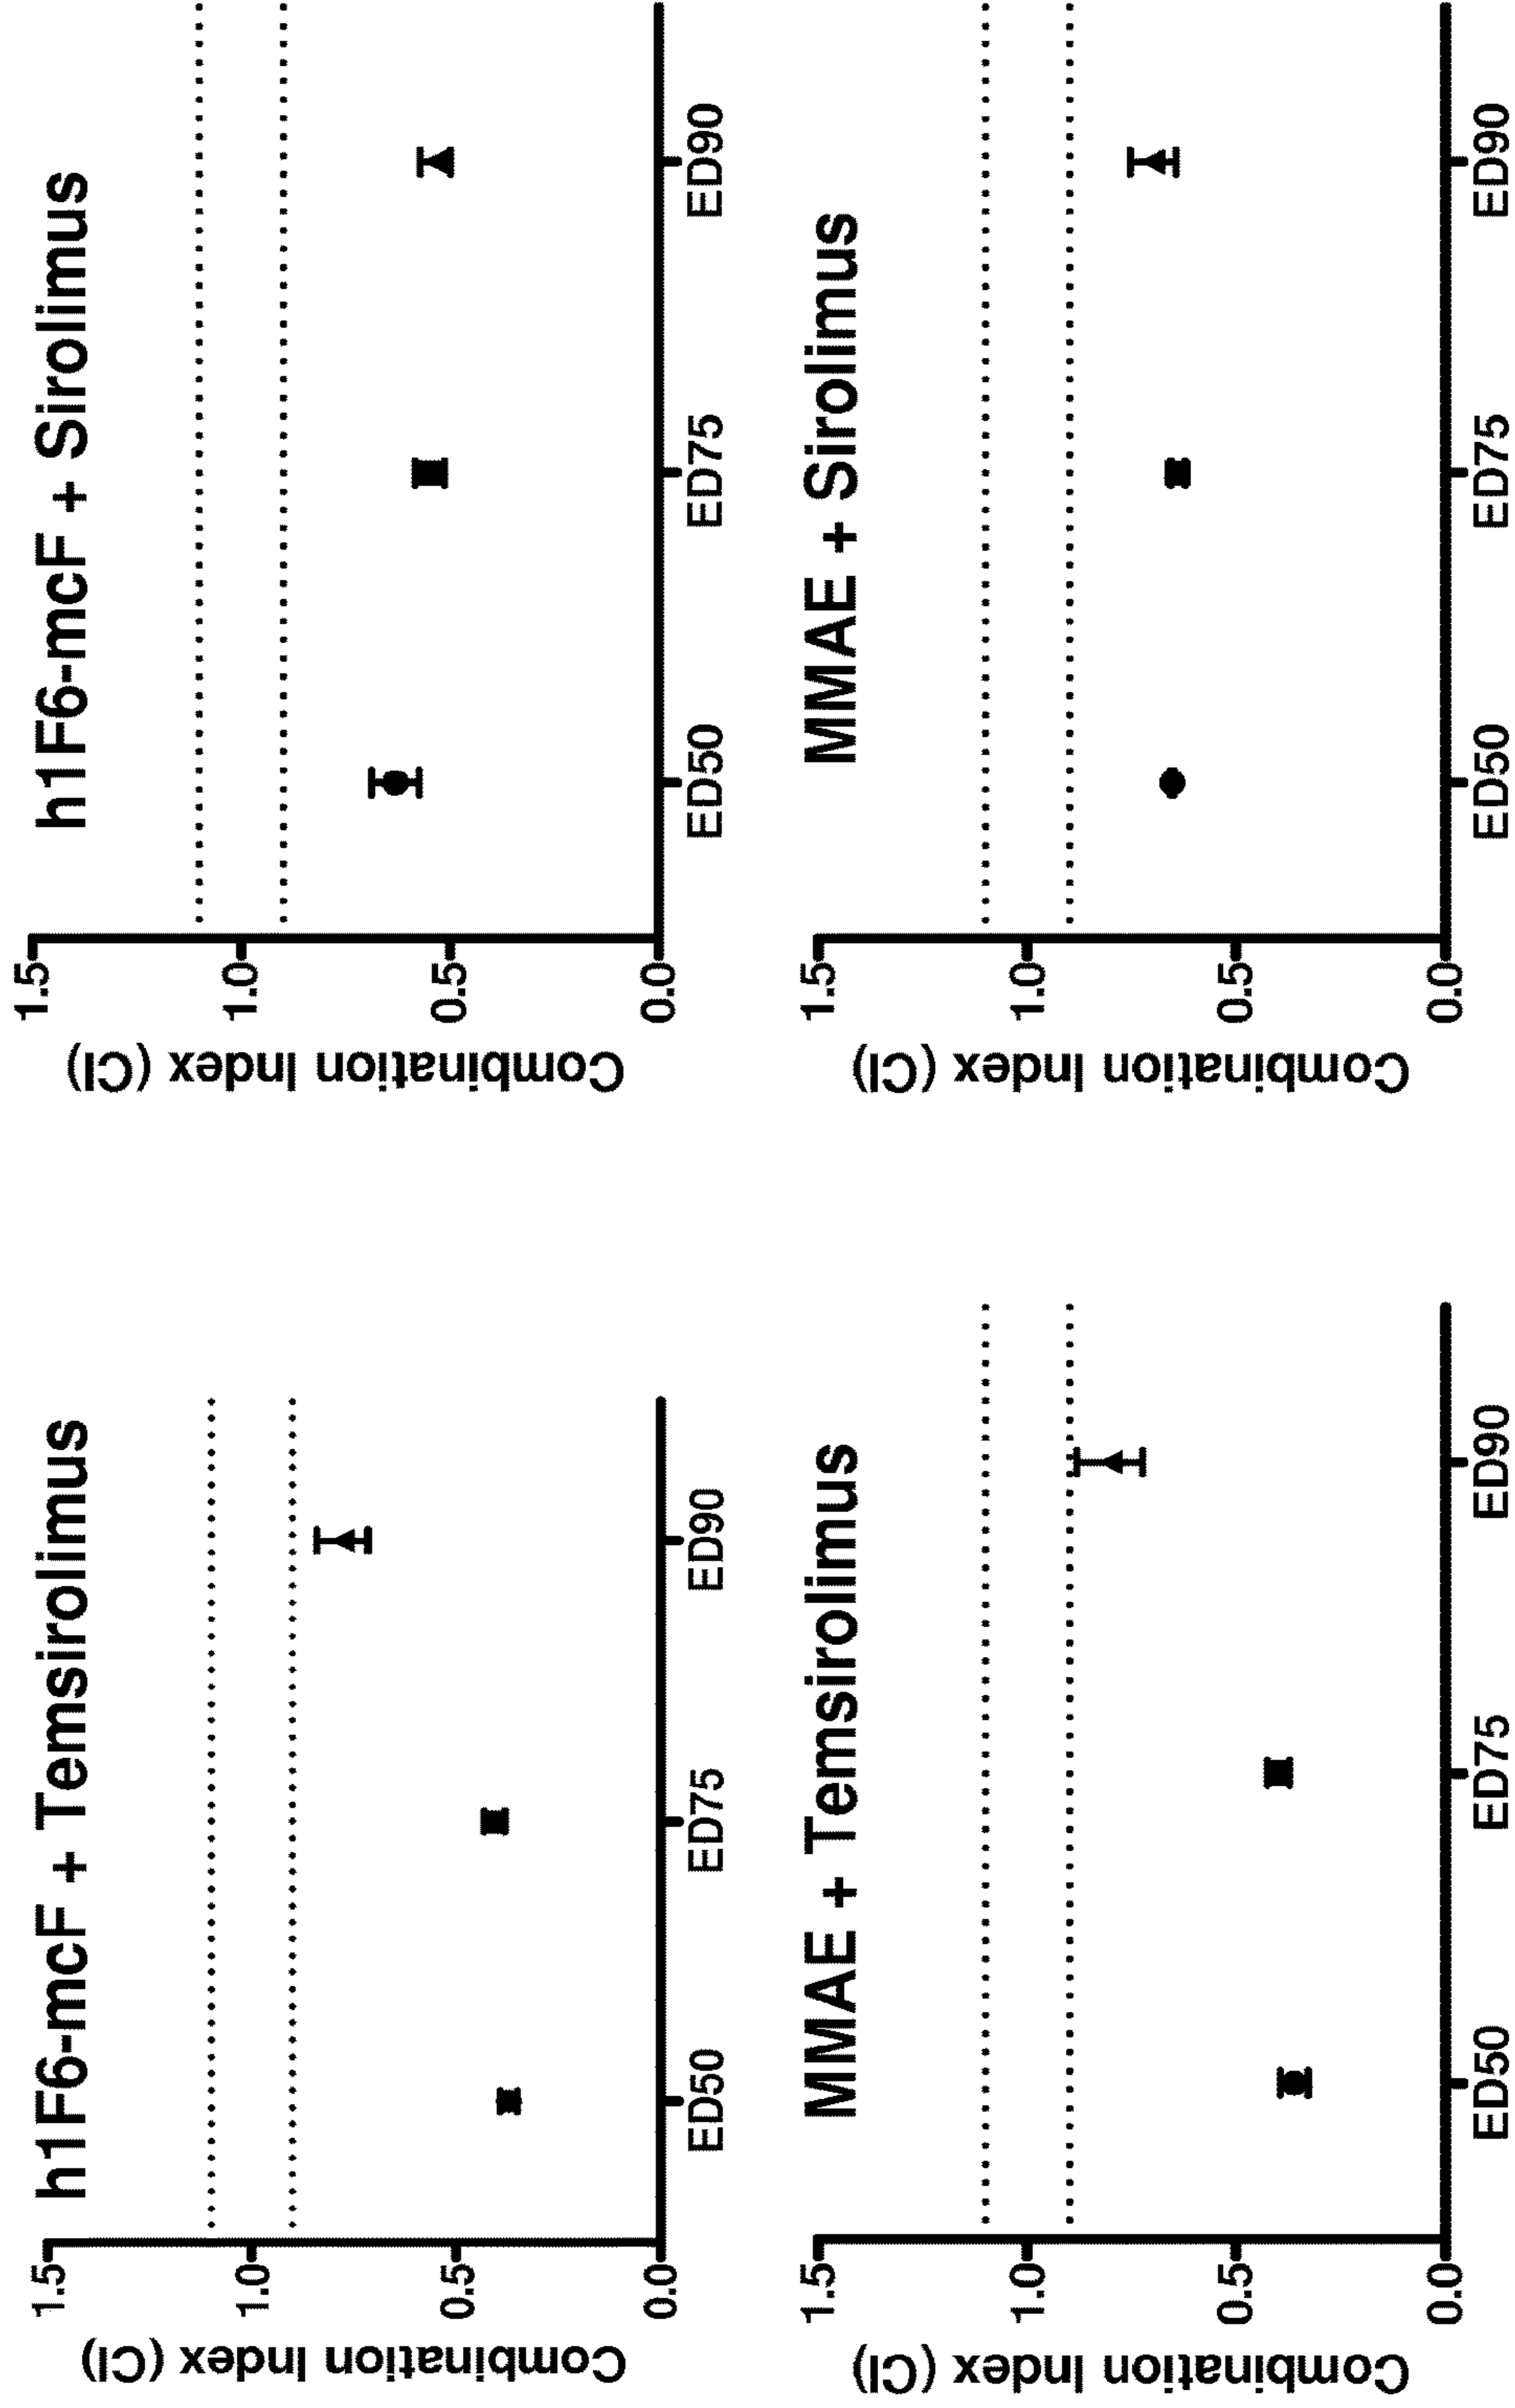 h1F6-mcF + Temsirolimus
Combination Index (CI)
1.5
1.0
0.5
0.0
ED50
ED75
ED90
h1F6-mcF + Sirolimus
Combination Index (CI)
1.5
1.0
0.5
0.0
ED50
ED75
ED90
MMAE + Temsirolimus
Combination Index (CI)
1.5
1.0
0.5
0.0
ED50
ED75
ED90
MMAE + Sirolimus
Combination Index (CI)
1.5
1.0
0.5
0.0
ED50
ED75
ED90